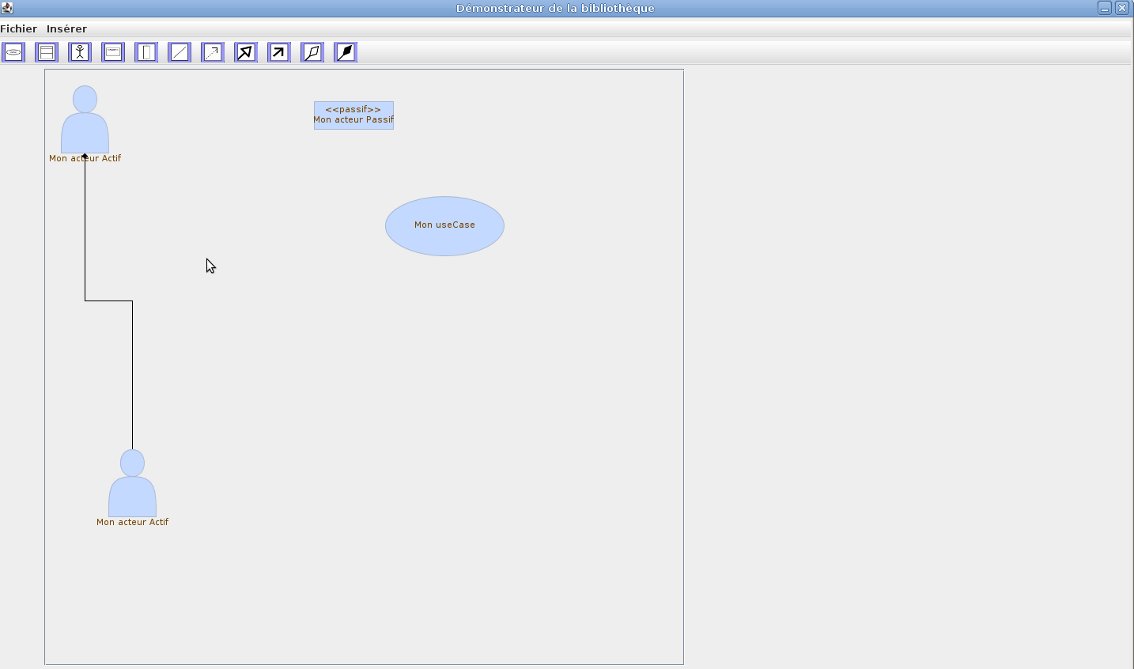 Démonstrateur de la bibliothèque
Fichier Insérer
<<passif>>
Mon acteur Passif
Mon acteur Actif
Mon useCase
Mon acteur Actif